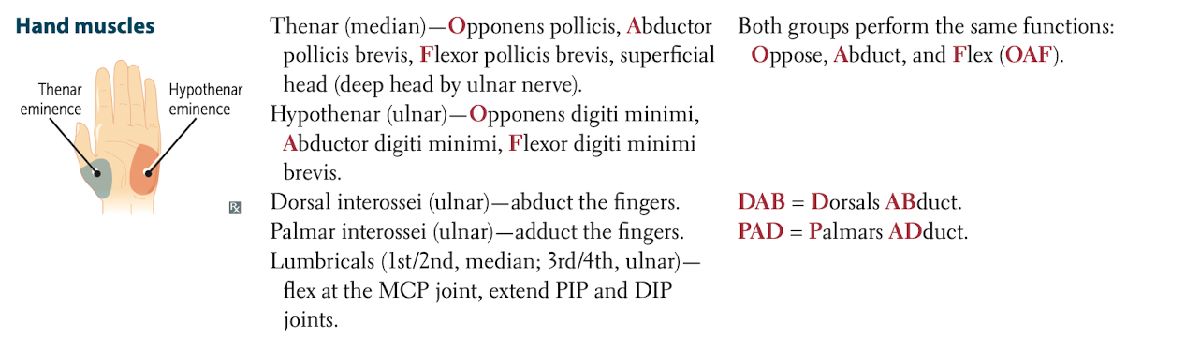 Hand muscles
Thenar
eminence
Hypothenar
eminence
Thenar (median)—Opponens pollicis, Abductor
pollicis brevis, Flexor pollicis brevis, superficial
head (deep head by ulnar nerve).
Hypothenar (ulnar)—Opponens digiti minimi,
Abductor digiti minimi, Flexor digiti minimi
brevis.
Dorsal interossei (ulnar)—abduct the fingers.
Palmar interossei (ulnar)—adduct the fingers.
Lumbricals (1st/2nd, median; 3rd/4th, ulnar)—
flex at the MCP joint, extend PIP and DIP
joints.
Both groups perform the same functions:
Oppose, Abduct, and Flex (OAF).
DAB = Dorsals ABduct.
PAD = Palmars ADduct.
℞